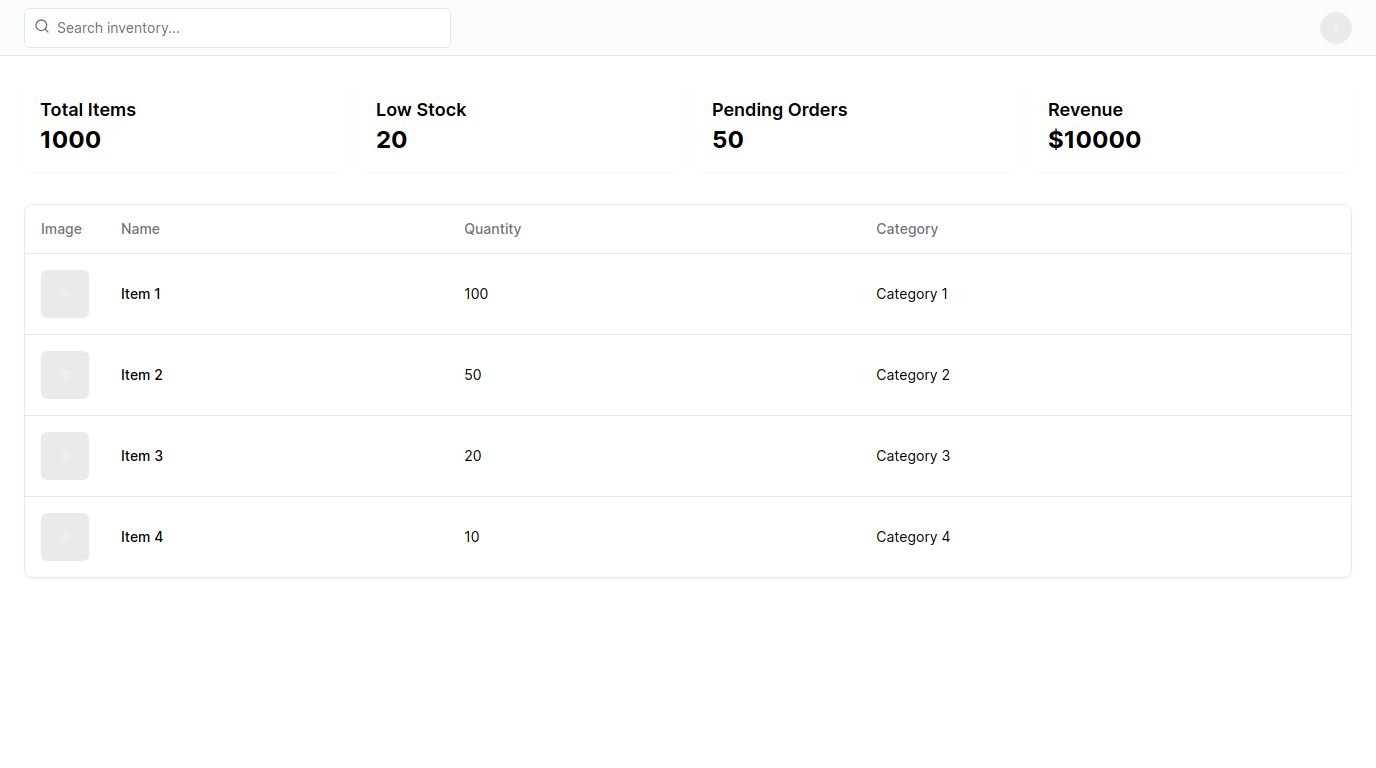 Search inventory...
Total Items
1000
Low Stock
20
Pending Orders
50
Revenue
$10000
Image Name Quantity Category
Item 1 100 Category 1
Item 2 50 Category 2
Item 3 20 Category 3
Item 4 10 Category 4